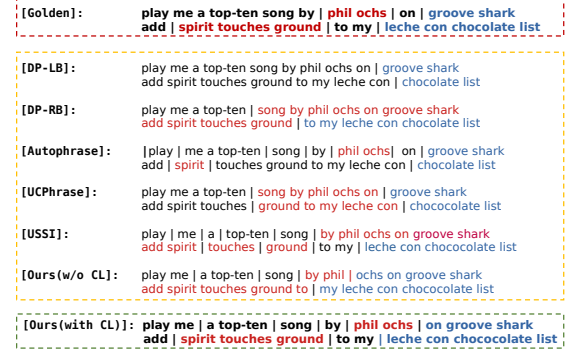 [Golden]: play me a top-ten song by | phil ochs | on | groove shark
add | spirit touches ground | to my | leche con chocolate list
[DP-LB]: play me a top-ten song by phil ochs on | groove shark
add spirit touches ground to my leche con | chocolate list
[DP-RB]: play me a top-ten | song by phil ochs on groove shark
add spirit touches ground | to my leche con chocolate list
[Autophrase]: |play | me a top-ten | song | by | phil ochs| on | groove shark
add | spirit | touches ground to my leche con | chocolate list
[UCPhrase]: play me a top-ten | song by phil ochs on | groove shark
add spirit touches | ground to my leche con | chococolate list
[USSI]: play | me | a | top-ten | song | by phil ochs on groove shark
add spirit | touches | ground | to my | leche con chococolate list
[Ours(w/o CL]: play me | a top-ten | song | by phil | ochs on groove shark
add spirit touches ground to | my leche con chococolate list
[Ours(with CL)]: play me | a top-ten | song | by | phil ochs | on groove shark
add | spirit touches ground | to my | leche con chococolate list